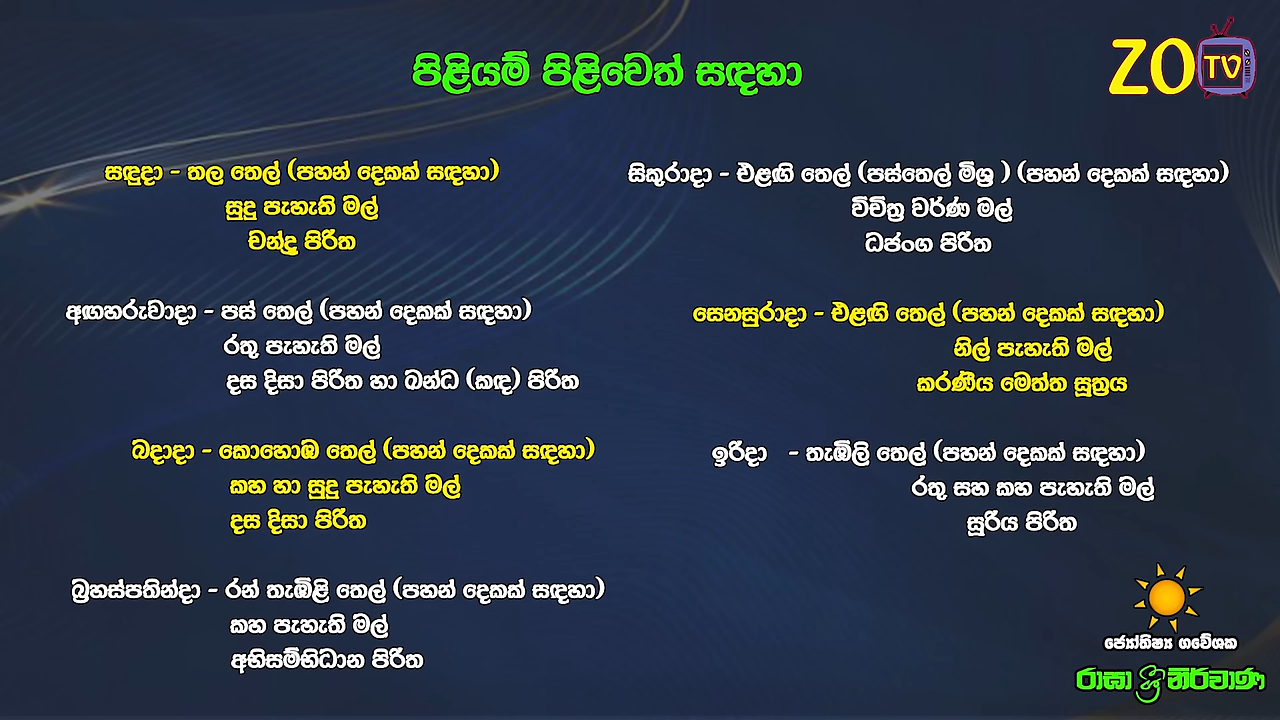 පිළියම් පිළිවෙත් සඳහා
ZO TV
සඳුදා - තල තෙල් (පහන් දෙකක් සඳහා)
සුදු පැහැති මල්
චන්ද්‍ර පිරිත
අඟහරුවාදා - පස් තෙල් (පහන් දෙකක් සඳහා)
රතු පැහැති මල්
දස දිසා පිරිත හා ඛන්ධ (කඳ) පිරිත
බදාදා - කොහොඹ තෙල් (පහන් දෙකක් සඳහා)
කහ හා සුදු පැහැති මල්
දස දිසා පිරිත
බ්‍රහස්පතින්දා - රන් තැඹිළි තෙල් (පහන් දෙකක් සඳහා)
කහ පැහැති මල්
අභිසම්භිධාන පිරිත
සිකුරාදා - එළඟි තෙල් (පස්තෙල් මිශ්‍ර ) (පහන් දෙකක් සඳහා)
විචිත්‍ර වර්ණ මල්
ධජංග පිරිත
සෙනසුරාදා - එළඟි තෙල් (පහන් දෙකක් සඳහා)
නිල් පැහැති මල්
කරණීය මෙත්ත සූත්‍රය
ඉරිදා - තැඹිලි තෙල් (පහන් දෙකක් සඳහා)
රතු සහ කහ පැහැති මල්
සූරිය පිරිත
ජ්‍යෝතිෂ්‍ය ගවේශක
රාඝා ශ්‍රී නිර්වාණ